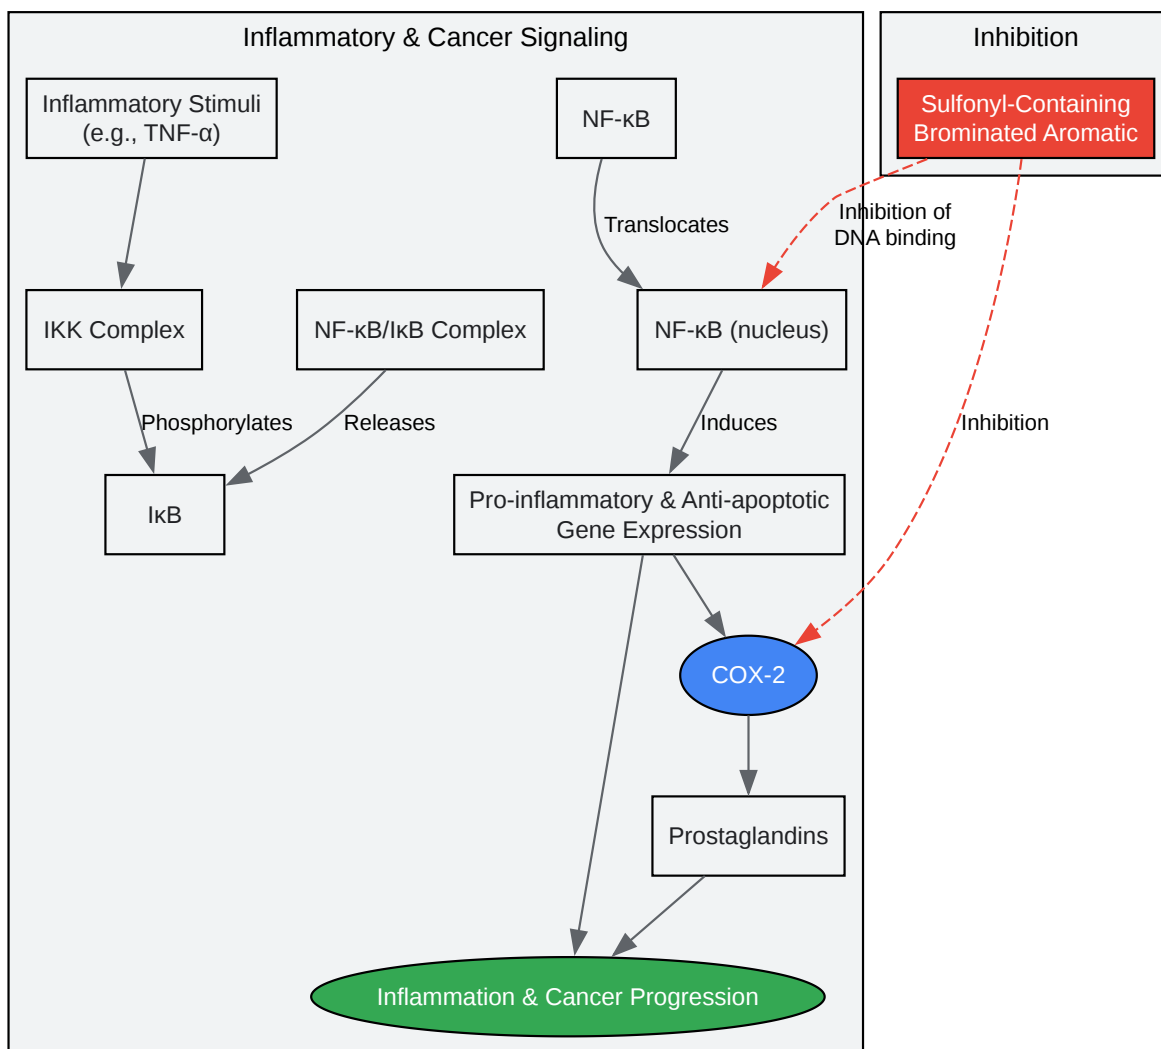 Inflammatory & Cancer Signaling
Inhibition
Inflammatory Stimuli
(e.g., TNF-α)
NF-κB
Sulfonyl-Containing
Brominated Aromatic
Translocates
Inhibition of
DNA binding
IKK Complex
NF-κB/IκB Complex
NF-κB (nucleus)
Phosphorylates
Releases
Induces
Inhibition
IκB
Pro-inflammatory & Anti-apoptotic
Gene Expression
COX-2
Prostaglandins
Inflammation & Cancer Progression